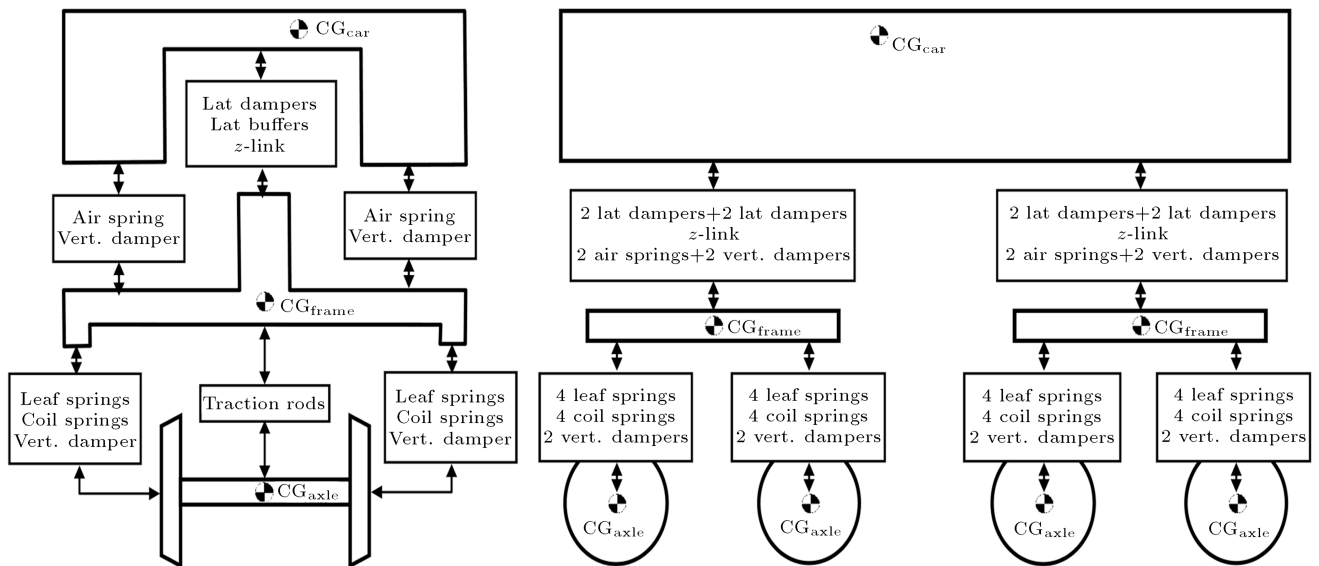 CG_car
Lat dampers
Lat buffers
z-link
Air spring
Vert. damper
Air spring
Vert. damper
CG_frame
Leaf springs
Coil springs
Vert. damper
Traction rods
Leaf springs
Coil springs
Vert. damper
CG_axle
CG_car
2 lat dampers+2 lat dampers
z-link
2 air springs+2 vert. dampers
2 lat dampers+2 lat dampers
z-link
2 air springs+2 vert. dampers
CG_frame
CG_frame
4 leaf springs
4 coil springs
2 vert. dampers
4 leaf springs
4 coil springs
2 vert. dampers
4 leaf springs
4 coil springs
2 vert. dampers
4 leaf springs
4 coil springs
2 vert. dampers
CG_axle
CG_axle
CG_axle
CG_axle